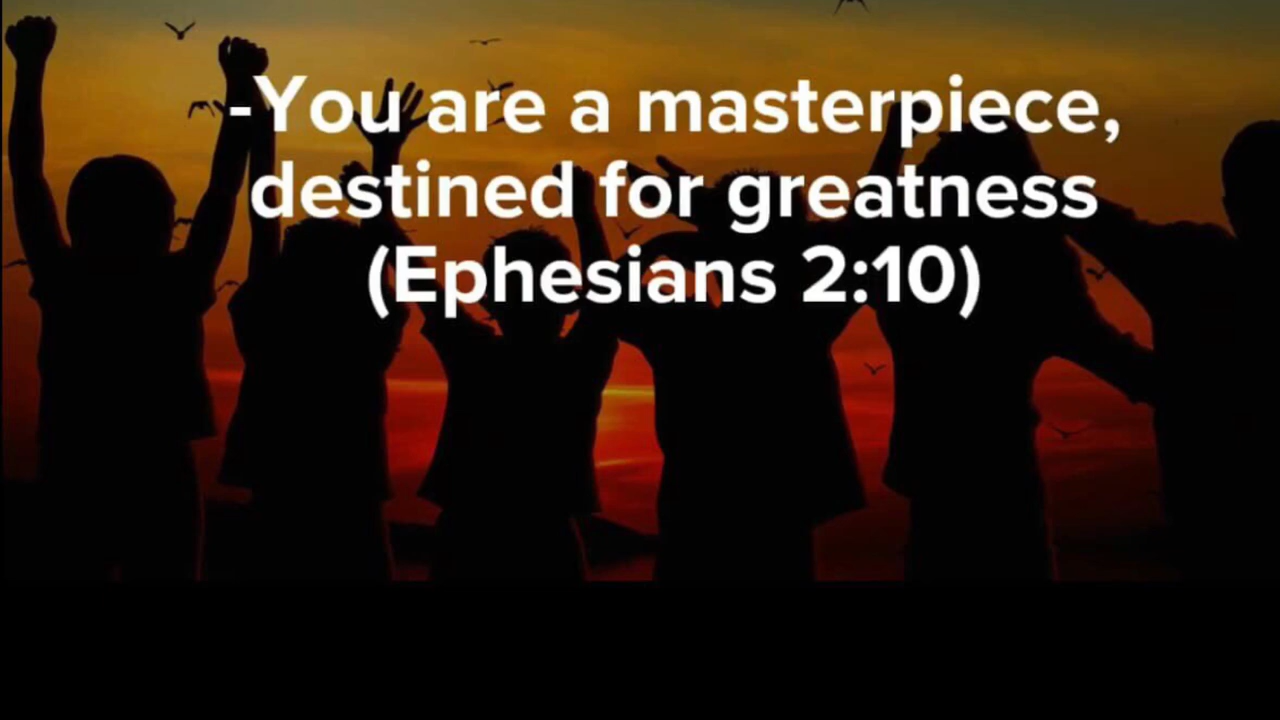 -You are a masterpiece,
destined for greatness
(Ephesians 2:10)